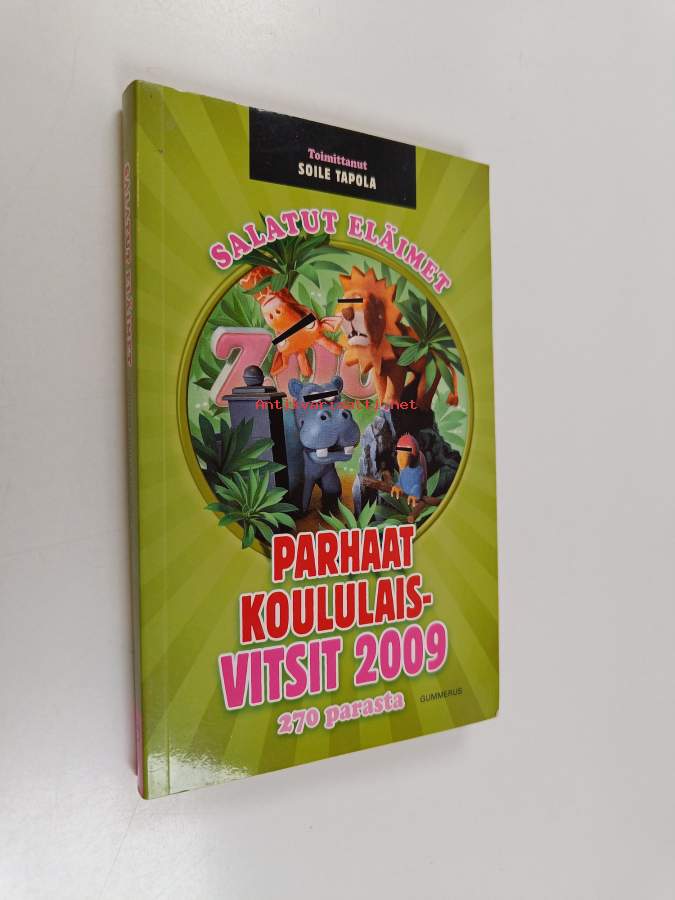 Toimittanut
SOILE TAPOLA
SALATUT ELÄIMET
ZOO
Antikvariaatti.net
PARHAAT
KOULULAIS-
VITSIT 2009
270 parasta
GUMMERUS